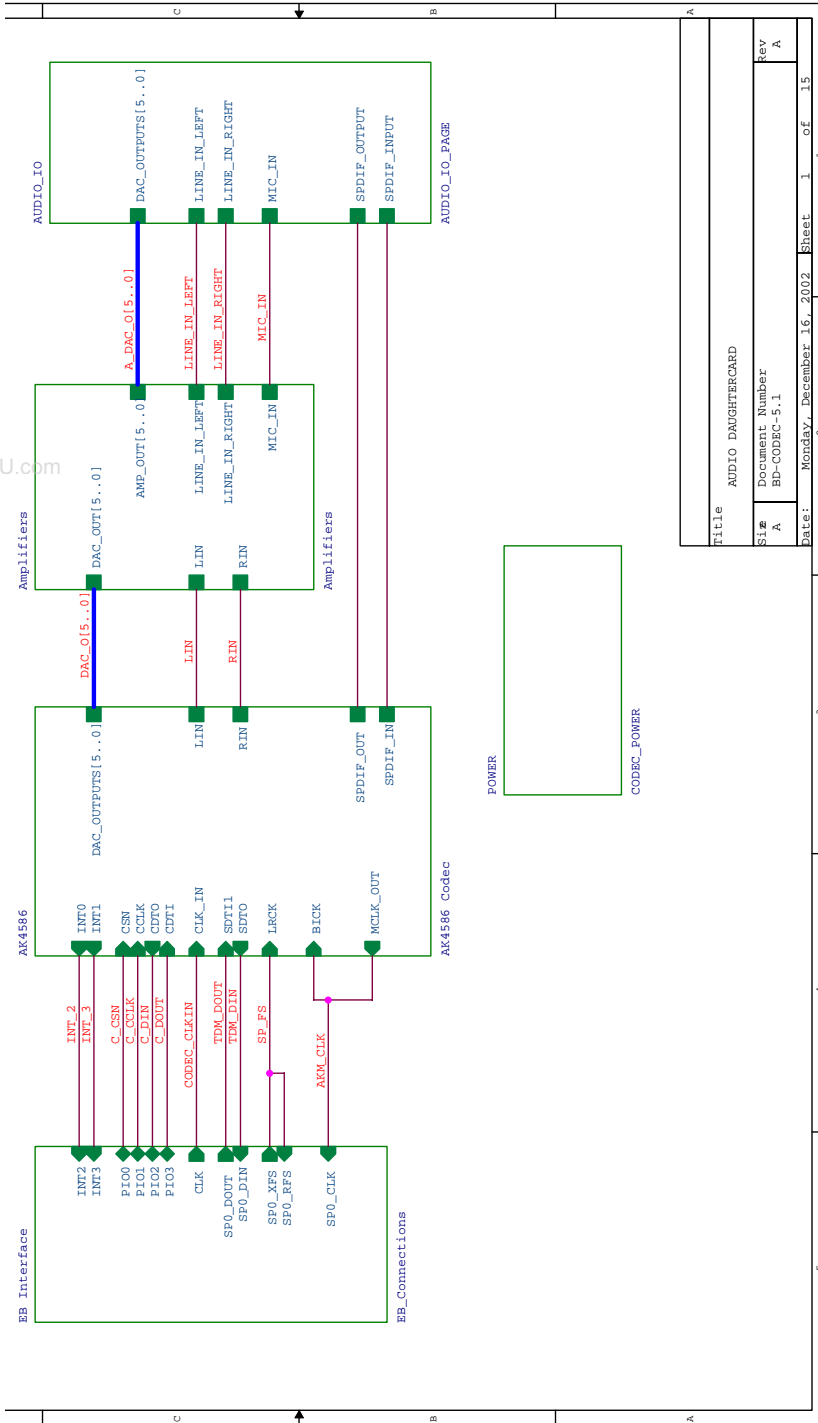 EB Interface
INT2
INT3
PIO0
PIO1
PIO2
PIO3
CLK
SP0_DOUT
SP0_DIN
SP0_XFS
SP0_RFS
SP0_CLK
EB_Connections
INT_2
INT_3
C_CSN
C_CCLK
C_DIN
C_DOUT
CODEC_CLKIN
TDM_DOUT
TDM_DIN
SP_FS
AKM_CLK
AK4586
INT0
INT1
CSN
CCLK
CDTO
CDTI
CLK_IN
SDTI1
SDTO
LRCK
BICK
MCLK_OUT
DAC_OUTPUTS[5..0]
LIN
RIN
SPDIF_OUT
SPDIF_IN
AK4586 Codec
DAC_O[5..0]
LIN
RIN
Amplifiers
DAC_OUT[5..0]
LIN
RIN
AMP_OUT[5..0]
LINE_IN_LEFT
LINE_IN_RIGHT
MIC_IN
Amplifiers
A_DAC_O[5..0]
LINE_IN_LEFT
LINE_IN_RIGHT
MIC_IN
AUDIO_IO
DAC_OUTPUTS[5..0]
LINE_IN_LEFT
LINE_IN_RIGHT
MIC_IN
SPDIF_OUTPUT
SPDIF_INPUT
AUDIO_IO_PAGE
POWER
CODEC_POWER
Title
AUDIO DAUGHTERCARD
Size
A
Document Number
BD-CODEC-5.1
Rev
A
Date: Monday, December 16, 2002 Sheet 1 of 15
C
B
A
C
B
A
U.com